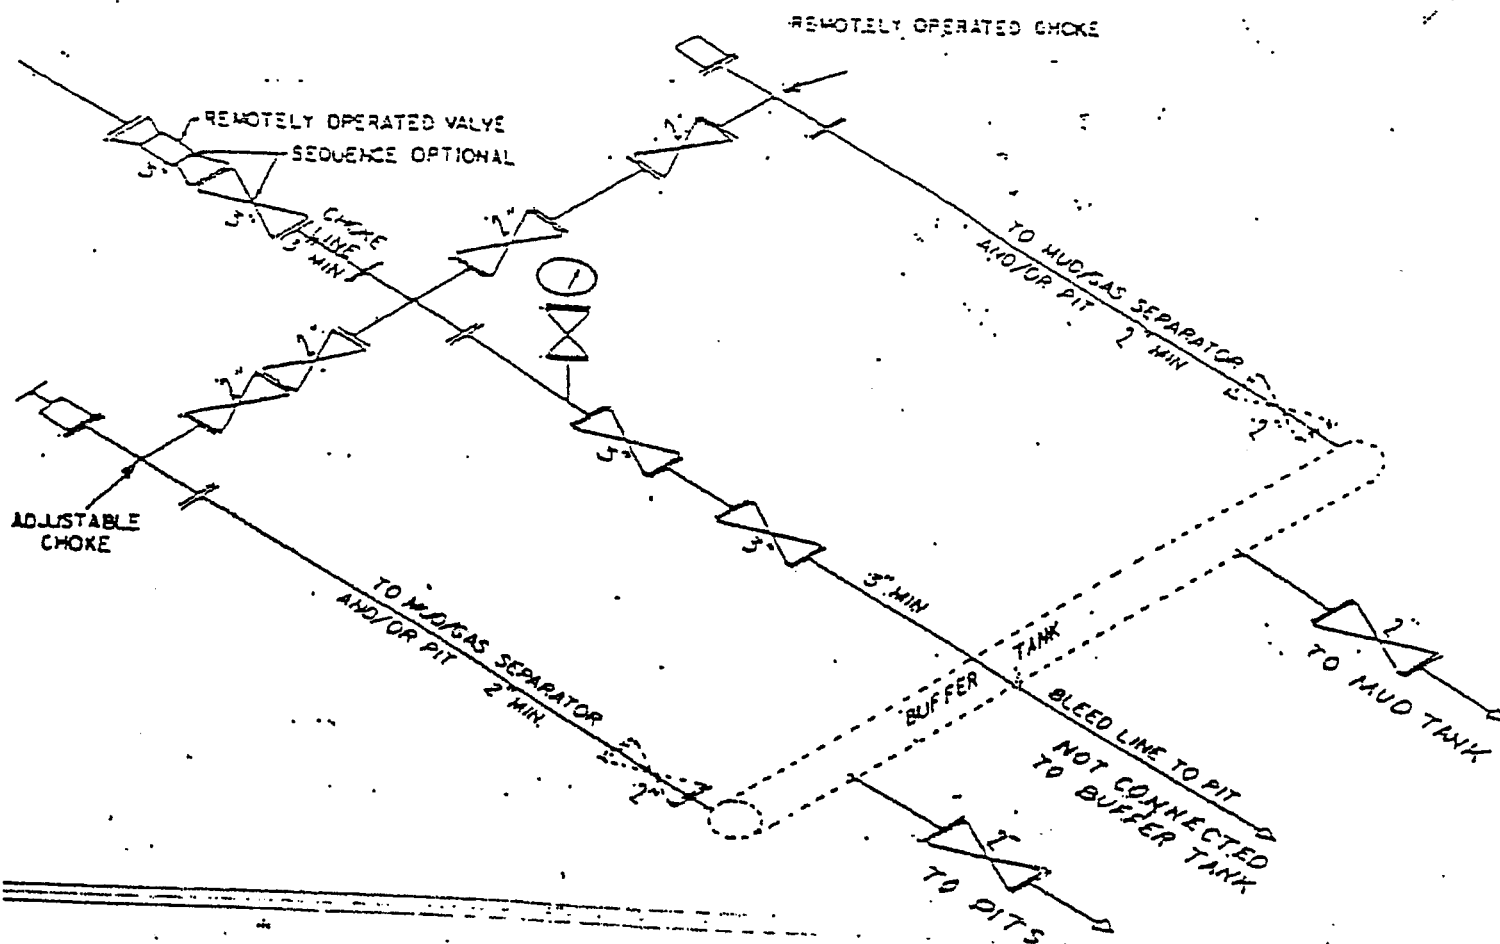 REMOTELY OPERATED CHOKE
REMOTELY OPERATED VALVE
SEQUENCE OPTIONAL
2"
3"
3"
CHOKE
LINE
3 MIN
2"
2"
2"
TO MUD/GAS SEPARATOR
AND/OR PIT
2" MIN
2"
ADJUSTABLE
CHOKE
3"
3"
3" MIN
TO MUD/GAS SEPARATOR
AND/OR PIT
2" MIN.
2"
BUFFER TANK
2"
TO MUD TANK
BLEED LINE TO PIT
NOT CONNECTED
TO BUFFER TANK
2"
TO PITS